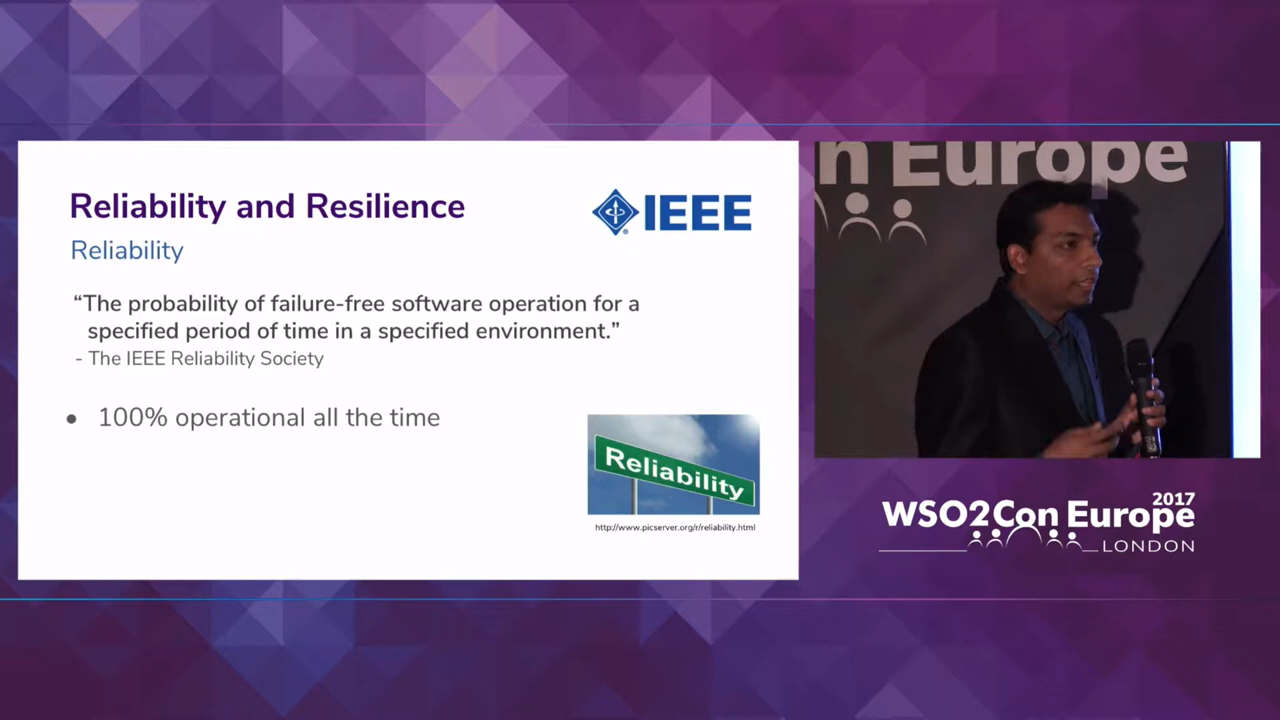 Reliability and Resilience
IEEE
Reliability
“The probability of failure-free software operation for a
specified period of time in a specified environment.”
- The IEEE Reliability Society
• 100% operational all the time
Reliability
http://www.picserver.org/r/reliability.html
n Europe
2017
WSO2Con Europe
LONDON